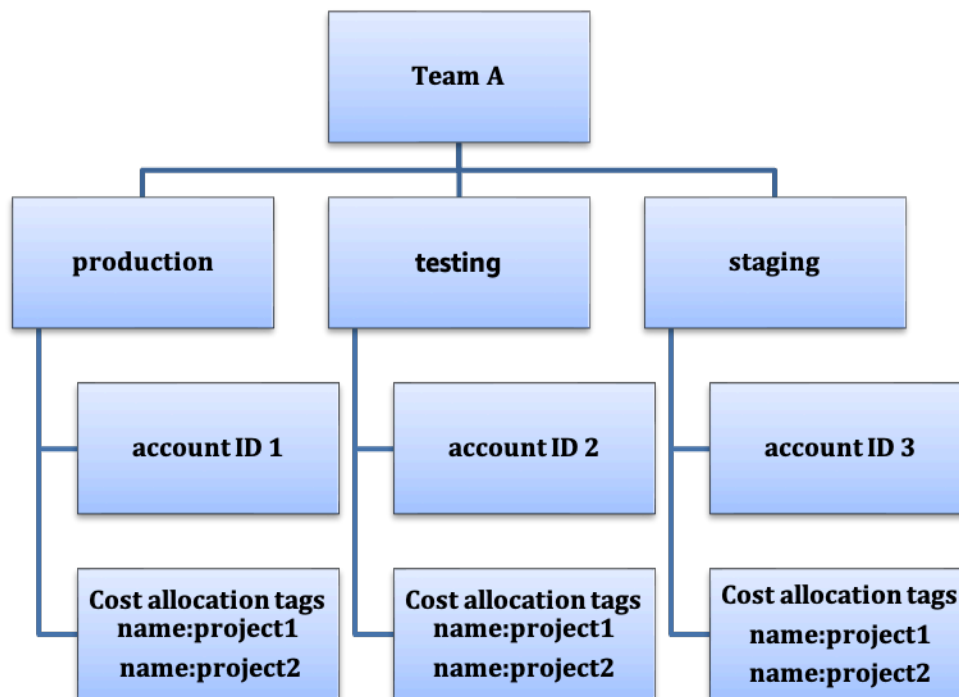 Team A
production
testing
staging
account ID 1
account ID 2
account ID 3
Cost allocation tags
name:project1
name:project2
Cost allocation tags
name:project1
name:project2
Cost allocation tags
name:project1
name:project2